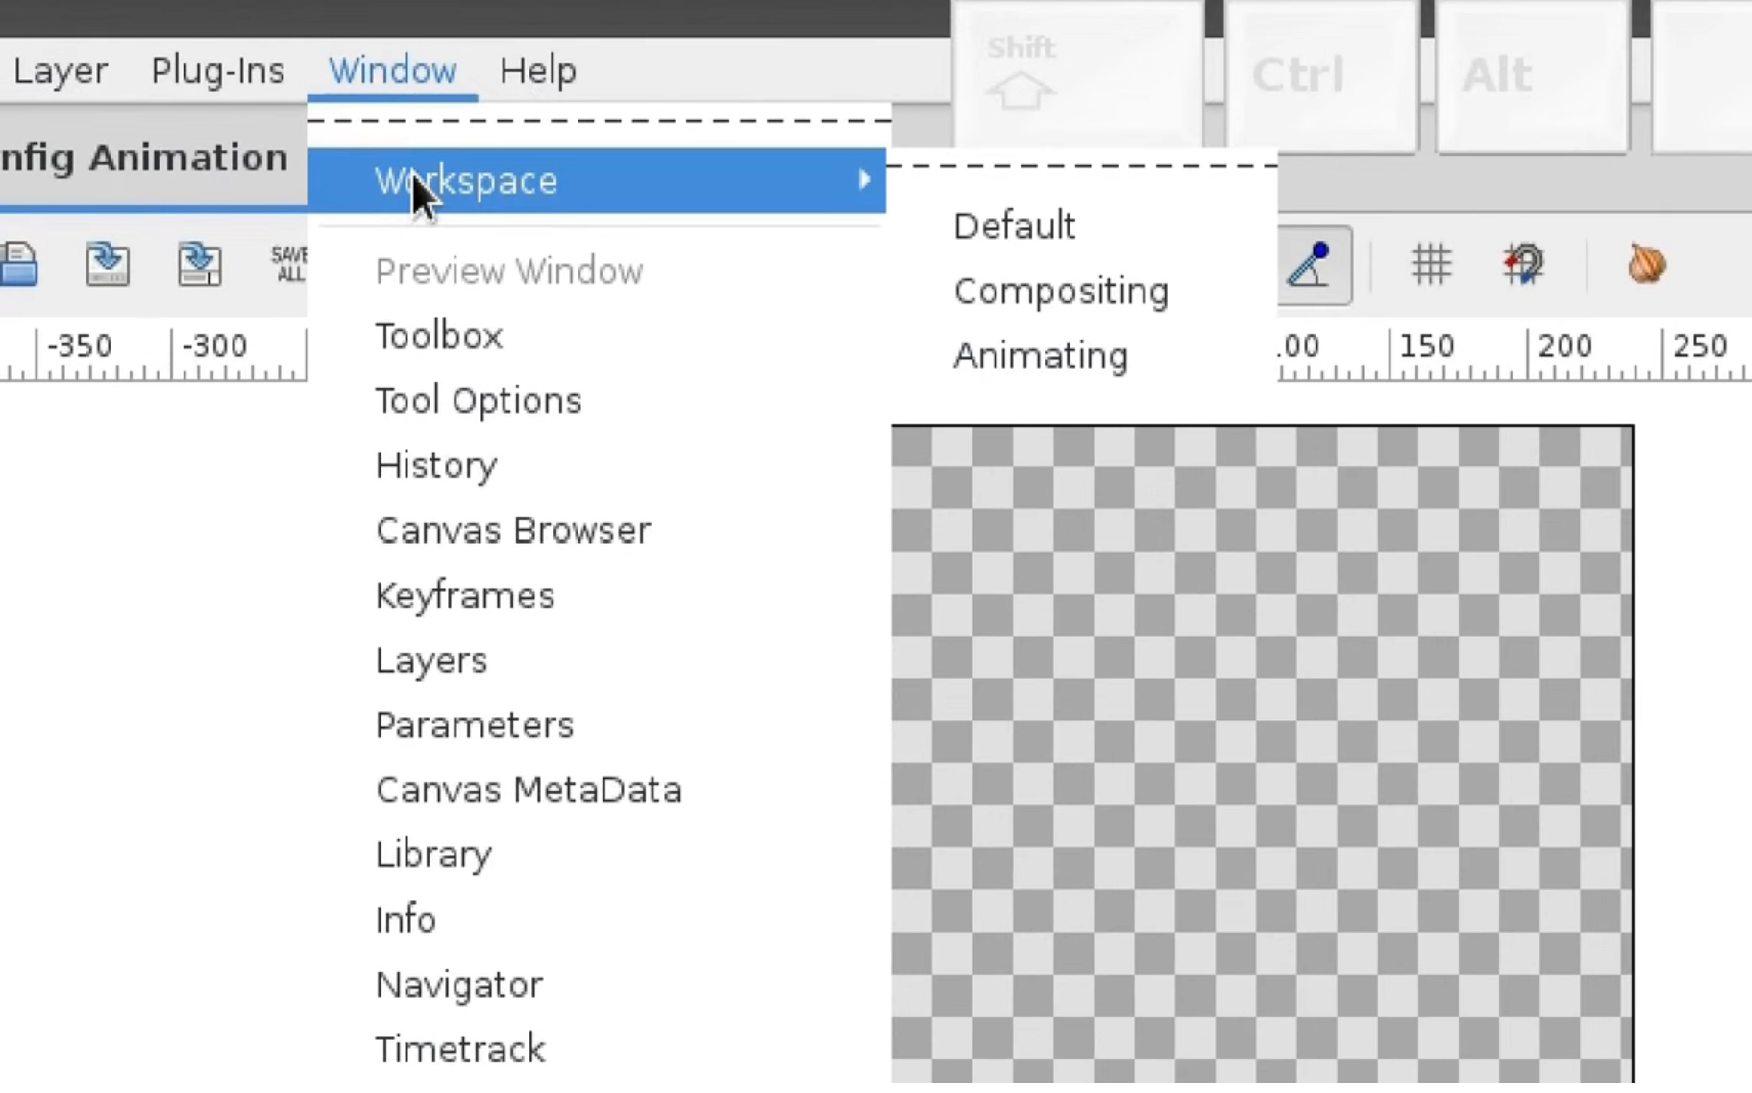 Shift
Ctrl
Alt
Layer Plug-Ins Window Help
nfig Animation
SAVE
ALL
-350 -300
.00 150 200 250
Workspace
Preview Window
Toolbox
Tool Options
History
Canvas Browser
Keyframes
Layers
Parameters
Canvas MetaData
Library
Info
Navigator
Timetrack
Default
Compositing
Animating